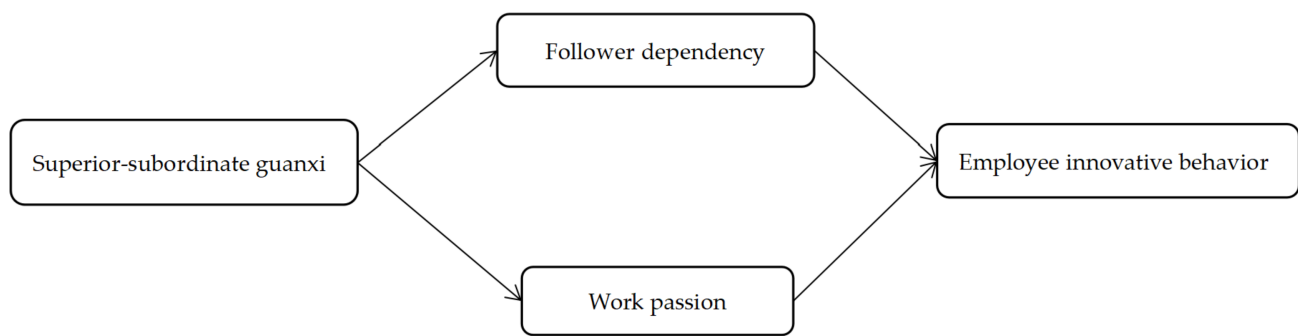 Follower dependency
Superior-subordinate guanxi
Employee innovative behavior
Work passion